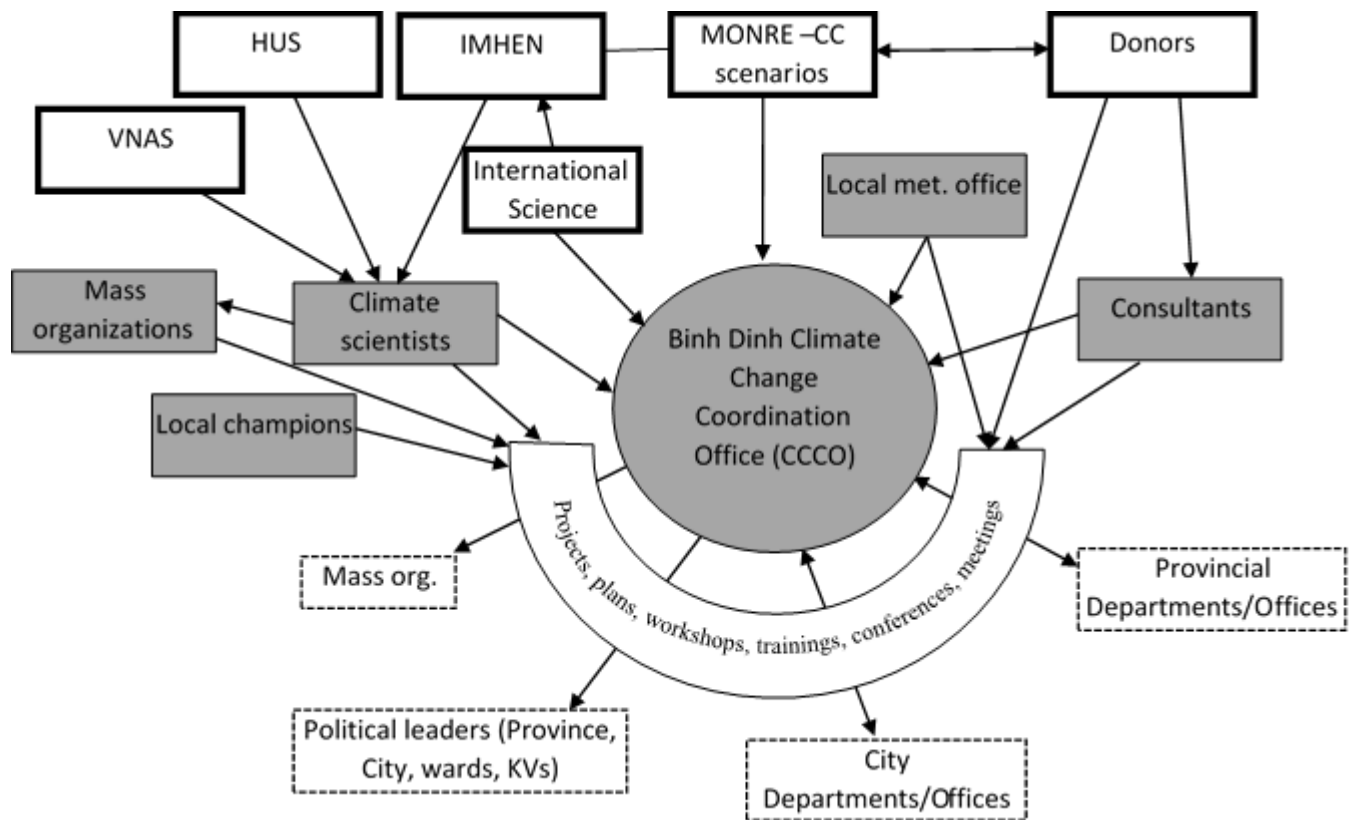 HUS
IMHEN
MONRE –CC
scenarios
Donors
VNAS
International
Science
Local met. office
Mass
organizations
Climate
scientists
Consultants
Binh Dinh Climate
Change
Coordination
Office (CCCO)
Local champions
Projects, plans, workshops, trainings, conferences, meetings
Mass org.
Provincial
Departments/Offices
Political leaders (Province,
City, wards, KVs)
City
Departments/Offices